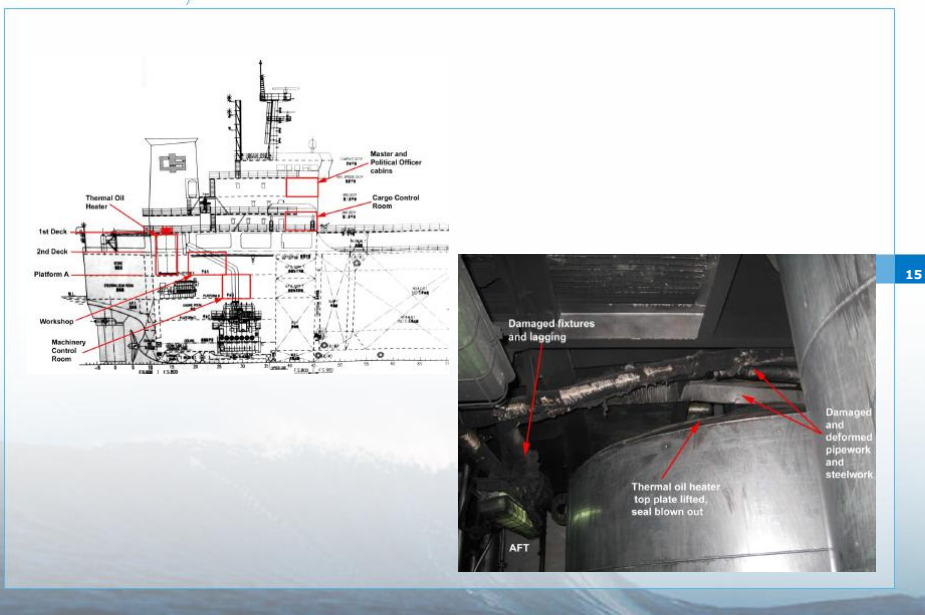 Master and
Political Officer
cabins
Cargo Control
Room
Thermal Oil
Heater
1st Deck
2nd Deck
Platform A
Workshop
Machinery
Control
Room
15
Damaged fixtures
and lagging
Damaged
and
deformed
pipework
and
steelwork
Thermal oil heater
top plate lifted,
seal blown out
AFT